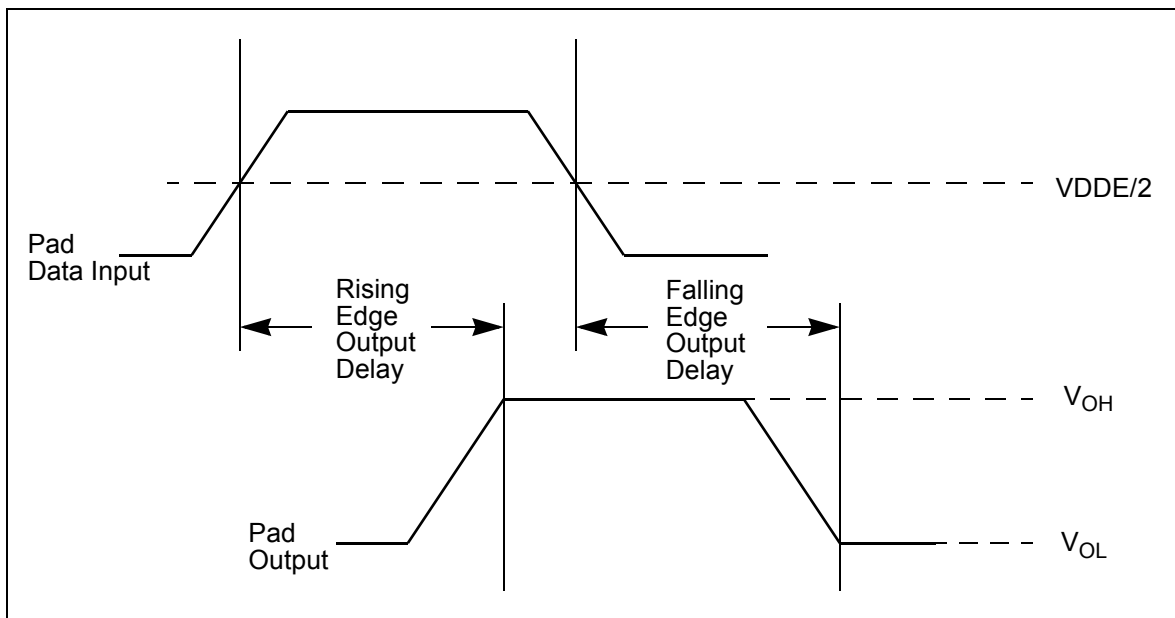 VDDE/2
Pad
Data Input
Rising
Edge
Output
Delay
Falling
Edge
Output
Delay
VOH
Pad
Output
VOL